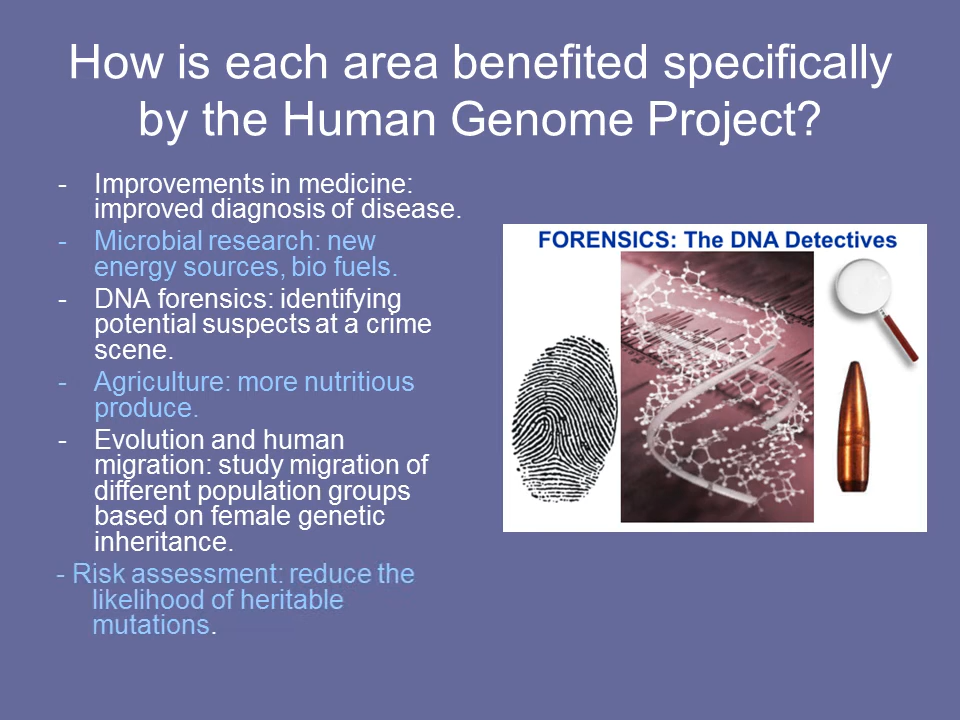 How is each area benefited specifically
by the Human Genome Project?
- Improvements in medicine:
improved diagnosis of disease.
- Microbial research: new
energy sources, bio fuels.
- DNA forensics: identifying
potential suspects at a crime
scene.
- Agriculture: more nutritious
produce.
- Evolution and human
migration: study migration of
different population groups
based on female genetic
inheritance.
- Risk assessment: reduce the
likelihood of heritable
mutations.
FORENSICS: The DNA Detectives